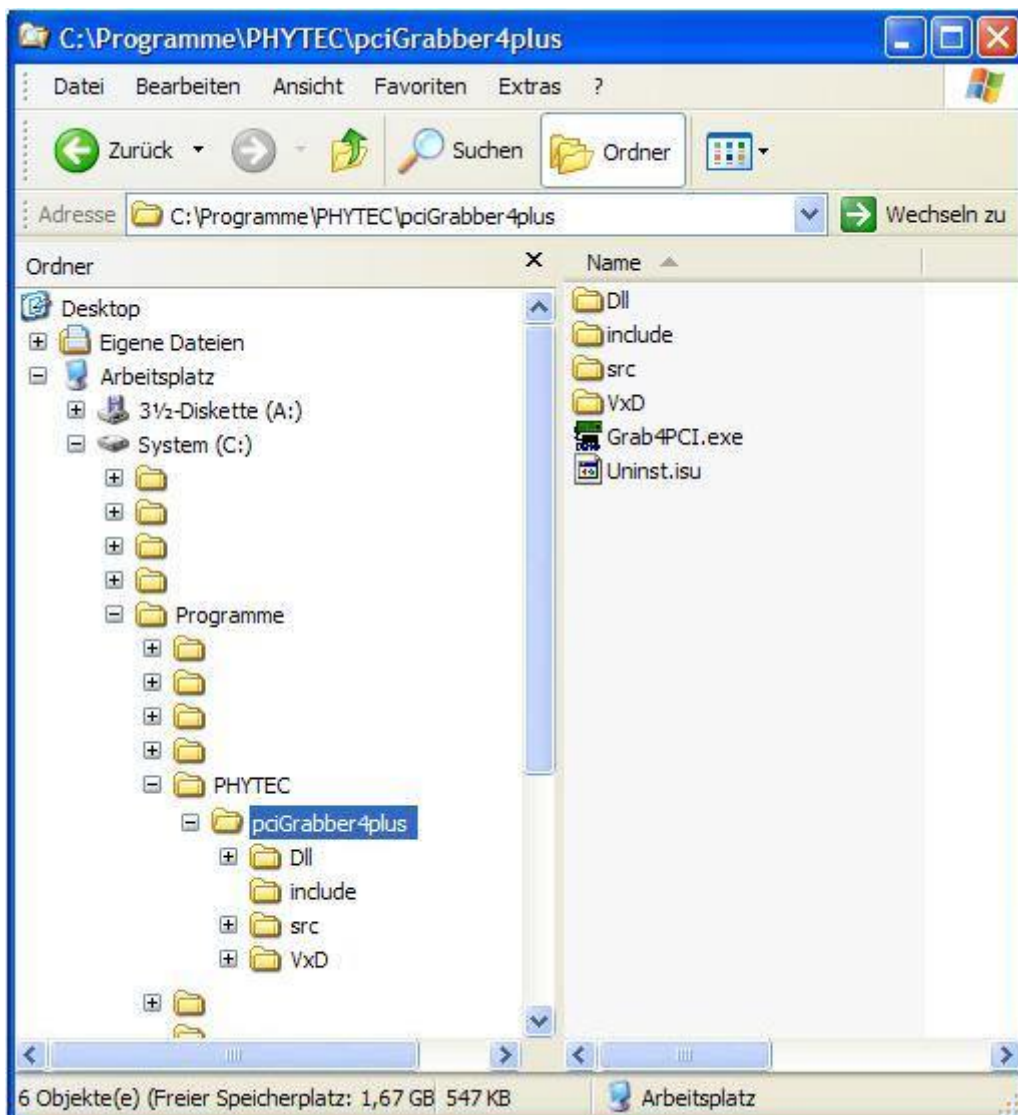 C:\Programme\PHYTEC\pciGrabber4plus
Datei Bearbeiten Ansicht Favoriten Extras ?
Zurück Suchen Ordner
Adresse C:\Programme\PHYTEC\pciGrabber4plus Wechseln zu
Ordner
Desktop
Eigene Dateien
Arbeitsplatz
3½-Diskette (A:)
System (C:)
Programme
PHYTEC
pciGrabber4plus
Dll
include
src
VxD
Name
Dll
include
src
VxD
Grab4PCI.exe
Uninst.isu
6 Objekte(e) (Freier Speicherplatz: 1,67 GB 547 KB Arbeitsplatz